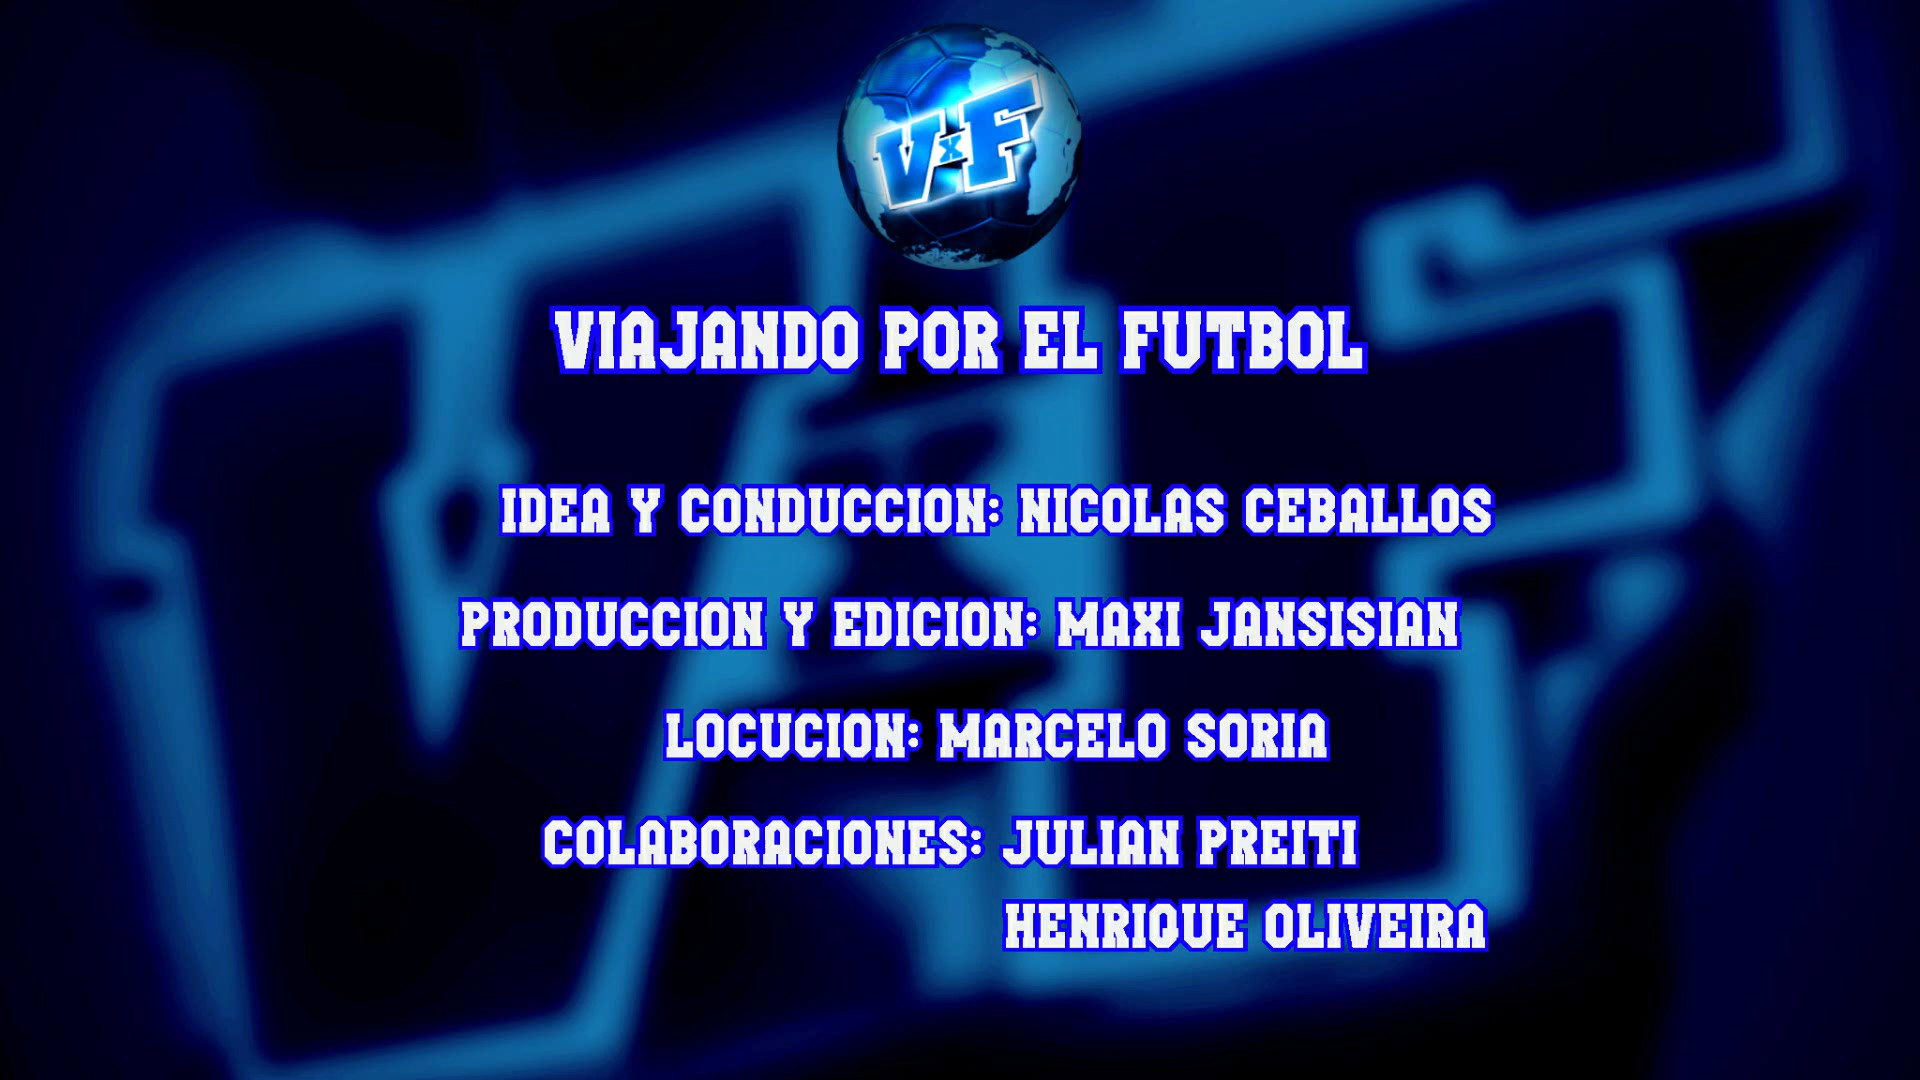 VxF
VIAJANDO POR EL FUTBOL
IDEA Y CONDUCCION: NICOLAS CEBALLOS
PRODUCCION Y EDICION: MAXI JANSISIAN
LOCUCION: MARCELO SORIA
COLABORACIONES: JULIAN PREITI
HENRIQUE OLIVEIRA